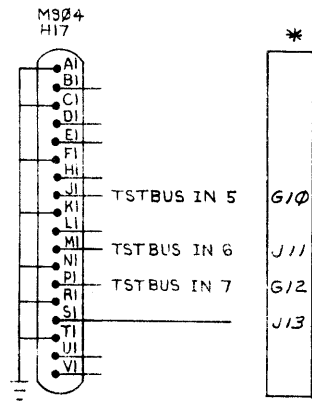 M9Ø4
H17
*
A1
B1
C1
D1
E1
F1
H1
J1 TSTBUS IN 5 G1Ø
K1
L1
M1 TSTBUS IN 6 J11
N1
P1 TSTBUS IN 7 G12
R1
S1 J13
T1
U1
V1